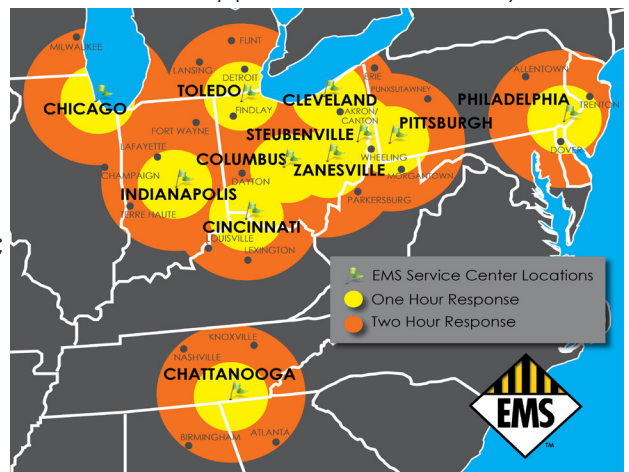 MILWAUKEE
FLINT
LANSING
DETROIT
ERIE
PUNXSUTAWNEY
ALLENTOWN
CHICAGO
TOLEDO
CLEVELAND
PHILADELPHIA
TRENTON
FINDLAY
AKRON/
CANTON
FORT WAYNE
STEUBENVILLE
PITTSBURGH
LAFAYETTE
COLUMBUS
WHEELING
DOVER
CHAMPAIGN
DAYTON
ZANESVILLE
MORGANTOWN
INDIANAPOLIS
PARKERSBURG
TERRE HAUTE
CINCINNATI
LOUISVILLE
LEXINGTON
EMS Service Center Locations
One Hour Response
Two Hour Response
KNOXVILLE
NASHVILLE
CHATTANOOGA
BIRMINGHAM
ATLANTA
EMS
TM